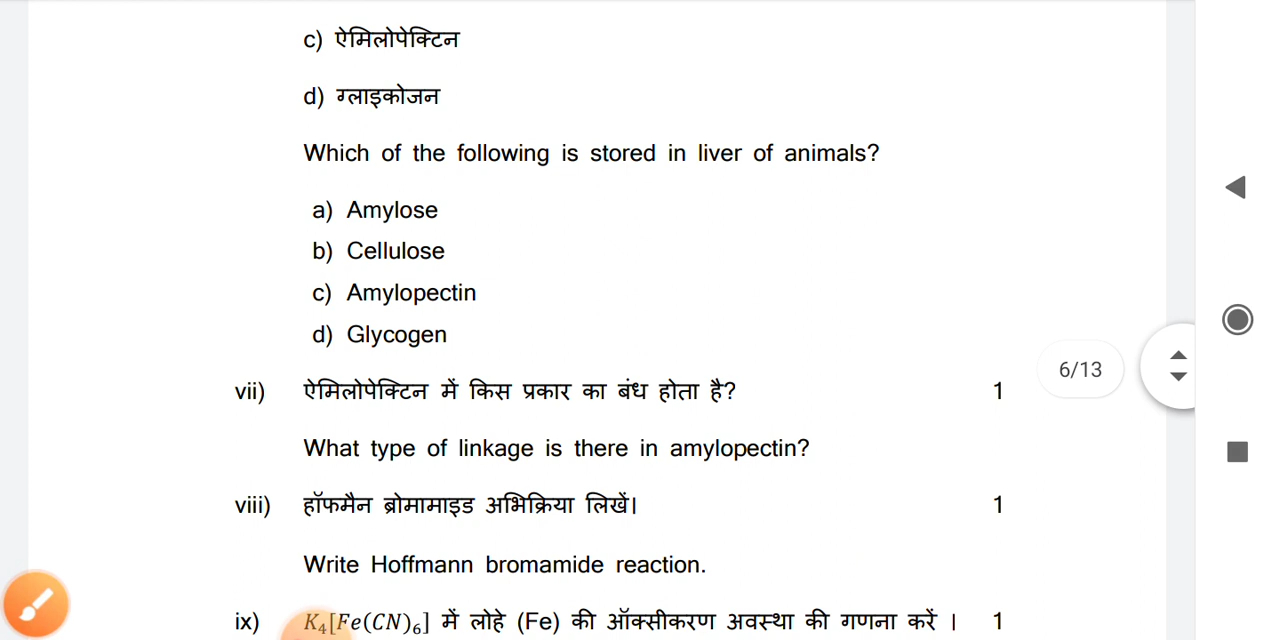 c) ऐमिलोपेक्टिन
d) ग्लाइकोजन
Which of the following is stored in liver of animals?
a) Amylose
b) Cellulose
c) Amylopectin
d) Glycogen
vii) ऐमिलोपेक्टिन में किस प्रकार का बंध होता है? 1
What type of linkage is there in amylopectin?
viii) हॉफमैन ब्रोमामाइड अभिक्रिया लिखें। 1
Write Hoffmann bromamide reaction.
ix) K₄[Fe(CN)₆] में लोहे (Fe) की ऑक्सीकरण अवस्था की गणना करें । 1
6/13